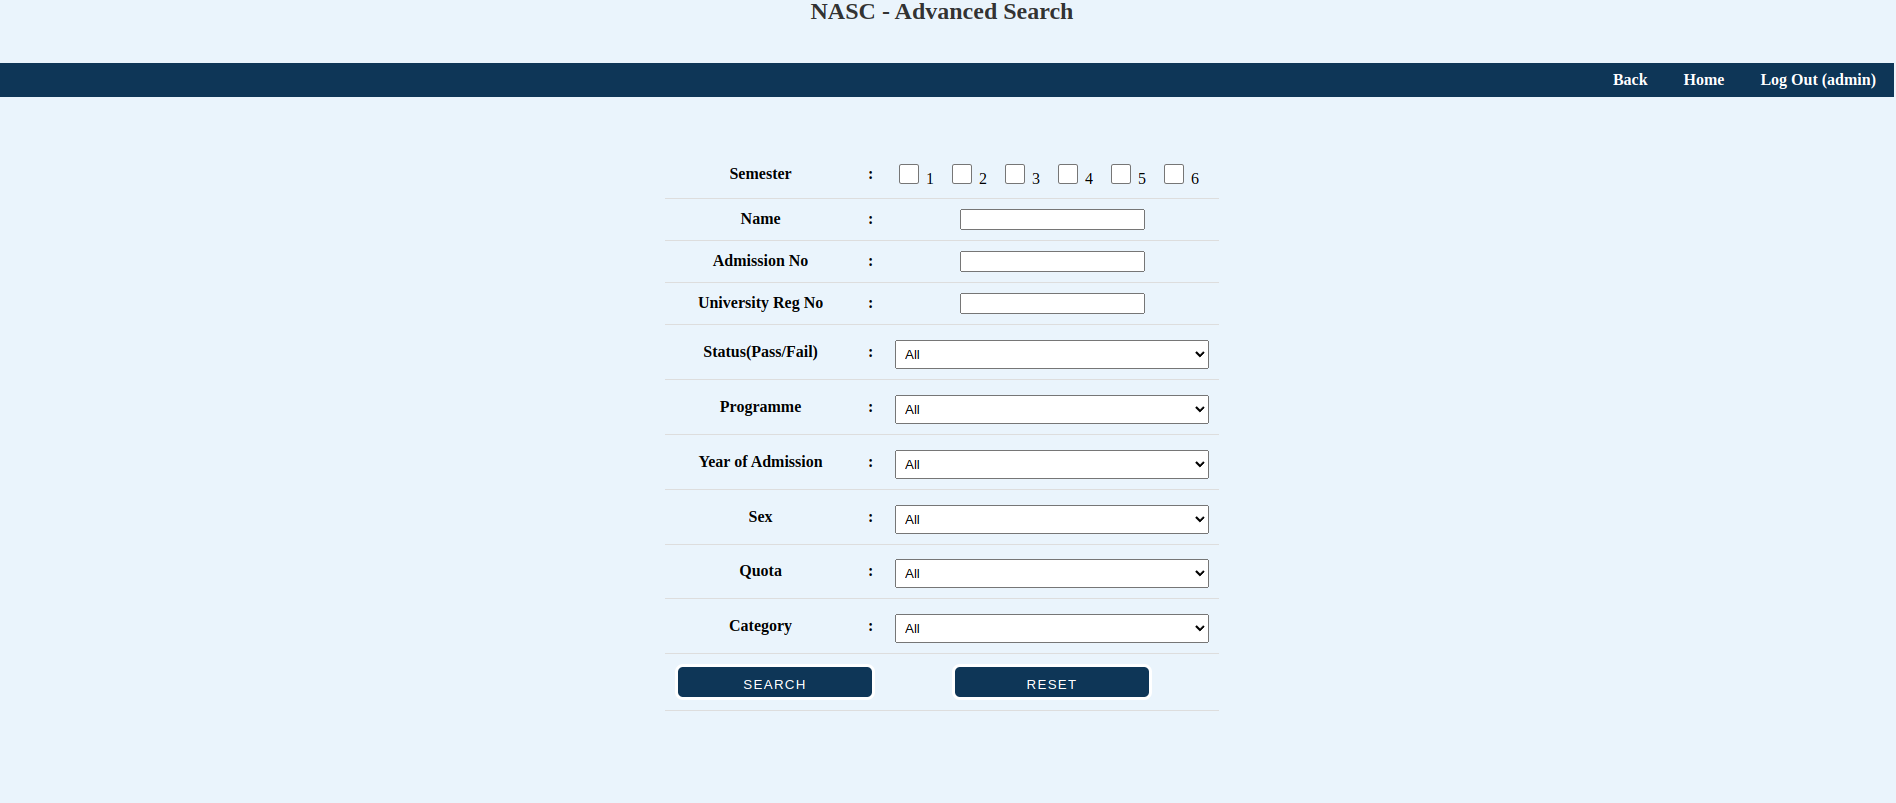 NASC - Advanced Search
Back Home Log Out (admin)
Semester : 1 2 3 4 5 6
Name :
Admission No :
University Reg No :
Status(Pass/Fail) : All
Programme : All
Year of Admission : All
Sex : All
Quota : All
Category : All
SEARCH RESET